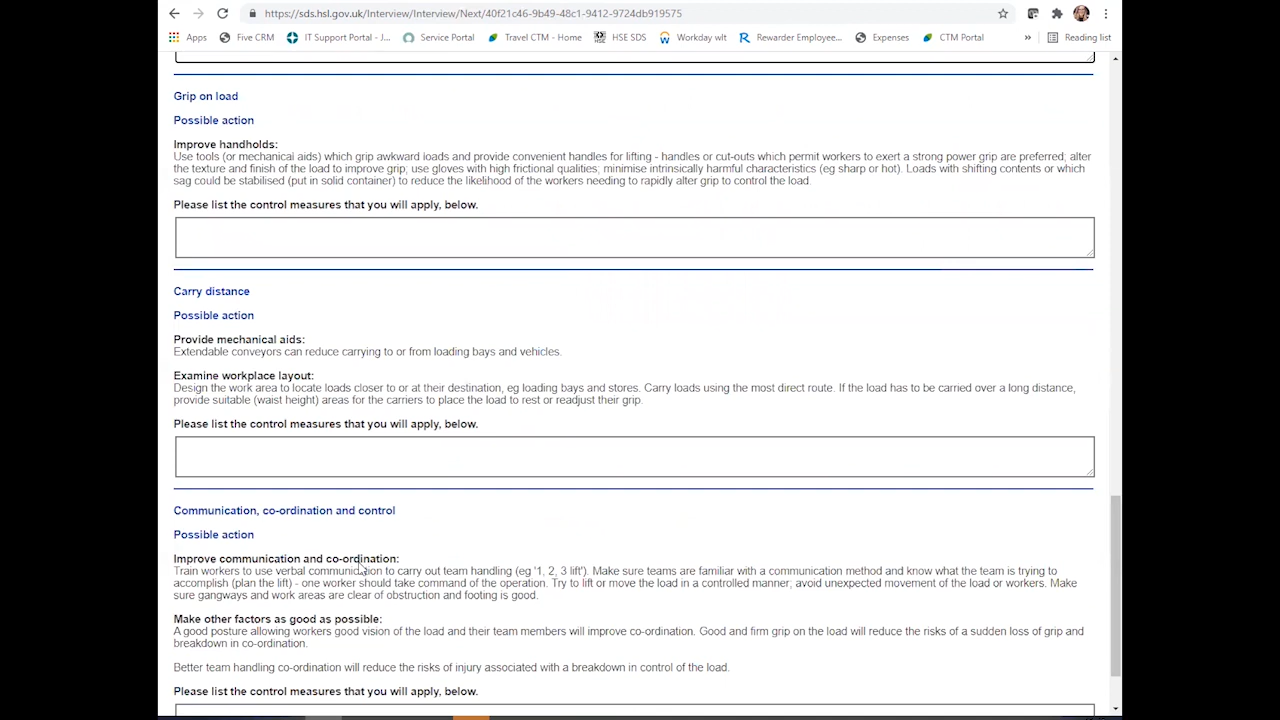 https://sds.hsl.gov.uk/Interview/Interview/Next/40f21c46-9b49-48c1-9412-9724db919575
Apps Five CRM IT Support Portal - J... Service Portal Travel CTM - Home HSE SDS Workday wlt Rewarder Employee... Expenses CTM Portal » Reading list
Grip on load
Possible action
Improve handholds:
Use tools (or mechanical aids) which grip awkward loads and provide convenient handles for lifting - handles or cut-outs which permit workers to exert a strong power grip are preferred; alter
the texture and finish of the load to improve grip; use gloves with high frictional qualities; minimise intrinsically harmful characteristics (eg sharp or hot). Loads with shifting contents or which
sag could be stabilised (put in solid container) to reduce the likelihood of the workers needing to rapidly alter grip to control the load.
Please list the control measures that you will apply, below.
Carry distance
Possible action
Provide mechanical aids:
Extendable conveyors can reduce carrying to or from loading bays and vehicles.
Examine workplace layout:
Design the work area to locate loads closer to or at their destination, eg loading bays and stores. Carry loads using the most direct route. If the load has to be carried over a long distance,
provide suitable (waist height) areas for the carriers to place the load to rest or readjust their grip.
Please list the control measures that you will apply, below.
Communication, co-ordination and control
Possible action
Improve communication and co-ordination:
Train workers to use verbal communication to carry out team handling (eg '1, 2, 3 lift'). Make sure teams are familiar with a communication method and know what the team is trying to
accomplish (plan the lift) - one worker should take command of the operation. Try to lift or move the load in a controlled manner; avoid unexpected movement of the load or workers. Make
sure gangways and work areas are clear of obstruction and footing is good.
Make other factors as good as possible:
A good posture allowing workers good vision of the load and their team members will improve co-ordination. Good and firm grip on the load will reduce the risks of a sudden loss of grip and
breakdown in co-ordination.
Better team handling co-ordination will reduce the risks of injury associated with a breakdown in control of the load.
Please list the control measures that you will apply, below.